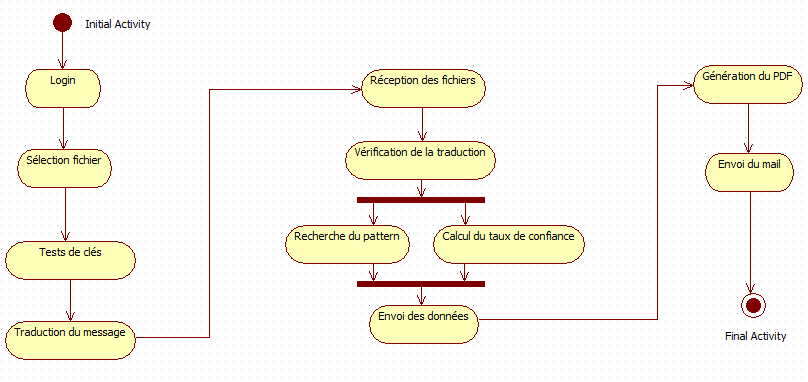 Initial Activity
Login
Sélection fichier
Tests de clés
Traduction du message
Réception des fichiers
Vérification de la traduction
Recherche du pattern
Calcul du taux de confiance
Envoi des données
Génération du PDF
Envoi du mail
Final Activity